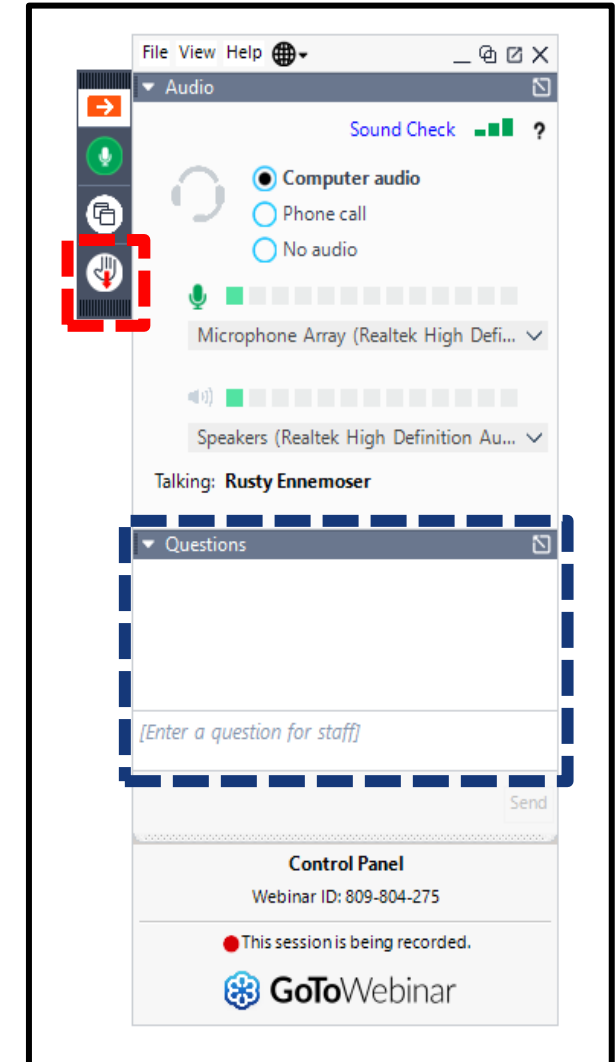 File View Help
Audio
Sound Check ?
Computer audio
Phone call
No audio
Microphone Array (Realtek High Defi...
Speakers (Realtek High Definition Au...
Talking: Rusty Ennemoser
Questions
[Enter a question for staff]
Send
Control Panel
Webinar ID: 809-804-275
This session is being recorded.
GoToWebinar